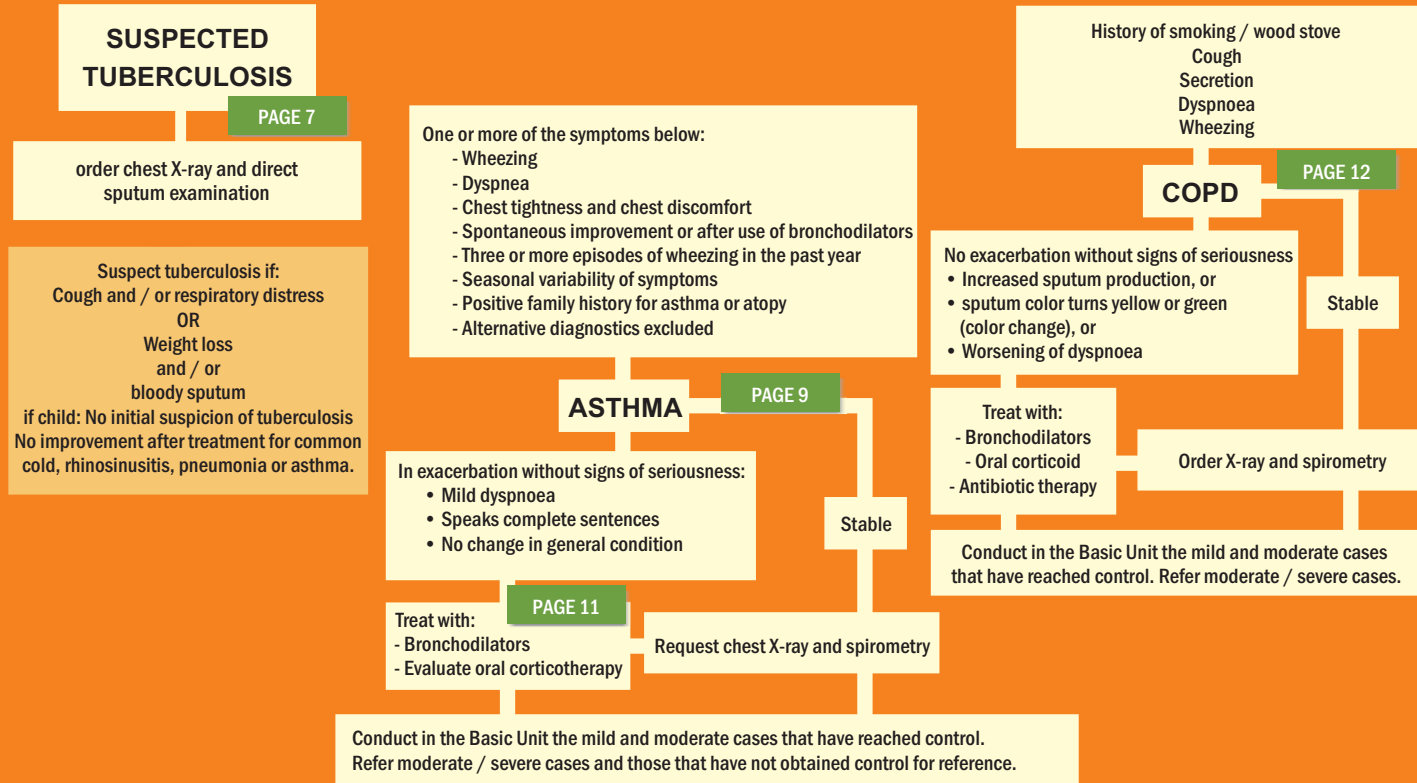 SUSPECTED
TUBERCULOSIS
PAGE 7
order chest X-ray and direct
sputum examination
Suspect tuberculosis if:
Cough and / or respiratory distress
OR
Weight loss
and / or
bloody sputum
if child: No initial suspicion of tuberculosis
No improvement after treatment for common
cold, rhinosinusitis, pneumonia or asthma.
One or more of the symptoms below:
- Wheezing
- Dyspnea
- Chest tightness and chest discomfort
- Spontaneous improvement or after use of bronchodilators
- Three or more episodes of wheezing in the past year
- Seasonal variability of symptoms
- Positive family history for asthma or atopy
- Alternative diagnostics excluded
ASTHMA
PAGE 9
In exacerbation without signs of seriousness:
• Mild dyspnoea
• Speaks complete sentences
• No change in general condition
Stable
PAGE 11
Treat with:
- Bronchodilators
- Evaluate oral corticotherapy
Request chest X-ray and spirometry
Conduct in the Basic Unit the mild and moderate cases that have reached control.
Refer moderate / severe cases and those that have not obtained control for reference.
History of smoking / wood stove
Cough
Secretion
Dyspnoea
Wheezing
PAGE 12
COPD
No exacerbation without signs of seriousness
• Increased sputum production, or
• sputum color turns yellow or green
(color change), or
• Worsening of dyspnoea
Stable
Treat with:
- Bronchodilators
- Oral corticoid
- Antibiotic therapy
Order X-ray and spirometry
Conduct in the Basic Unit the mild and moderate cases
that have reached control. Refer moderate / severe cases.